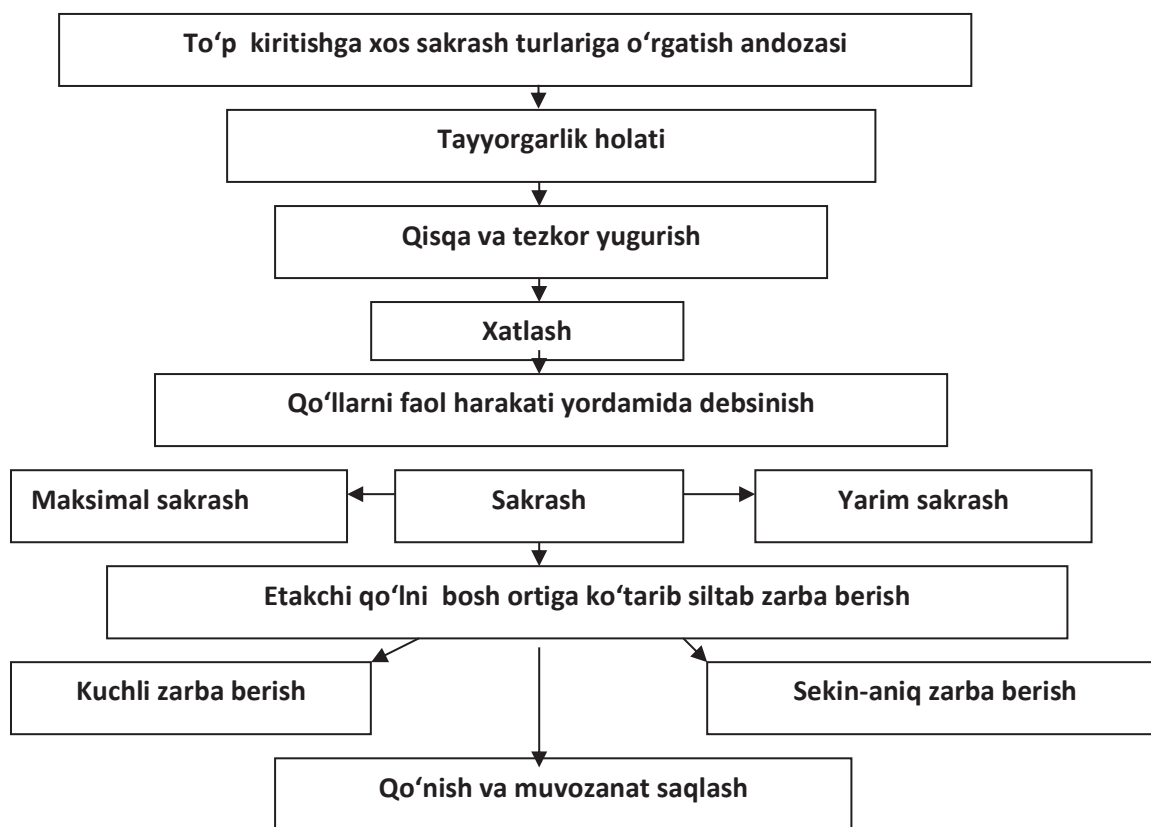 To‘p kiritishga xos sakrash turlariga o‘rgatish andozasi
Tayyorgarlik holati
Qisqa va tezkor yugurish
Xatlash
Qo‘llarni faol harakati yordamida debsinish
Maksimal sakrash
Sakrash
Yarim sakrash
Etakchi qo‘lni bosh ortiga ko‘tarib siltab zarba berish
Kuchli zarba berish
Sekin-aniq zarba berish
Qo‘nish va muvozanat saqlash